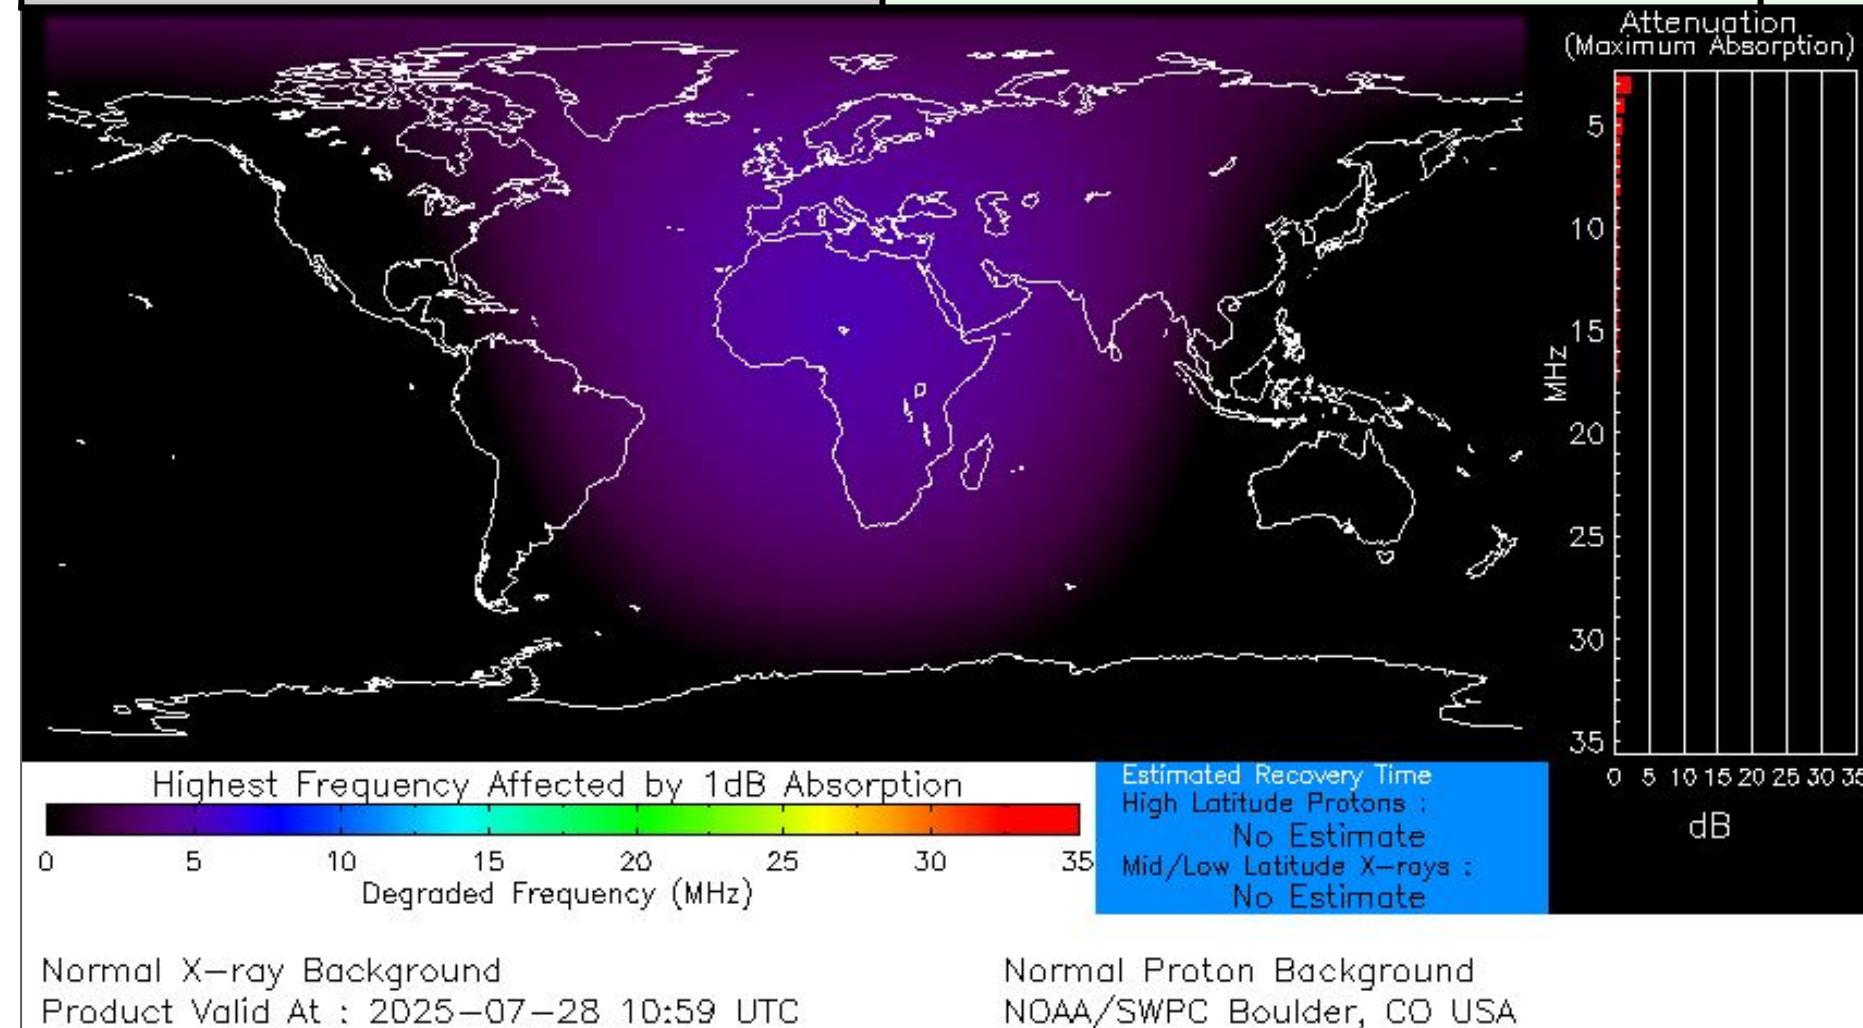 Attenuation
(Maximum Absorption)
5
10
15
20
25
30
35
MHz
0 5 10 15 20 25 30 35
dB
Highest Frequency Affected by 1dB Absorption
0 5 10 15 20 25 30 35
Degraded Frequency (MHz)
Estimated Recovery Time
High Latitude Protons :
No Estimate
Mid/Low Latitude X-rays :
No Estimate
Normal X-ray Background
Normal Proton Background
Product Valid At : 2025-07-28 10:59 UTC
NOAA/SWPC Boulder, CO USA